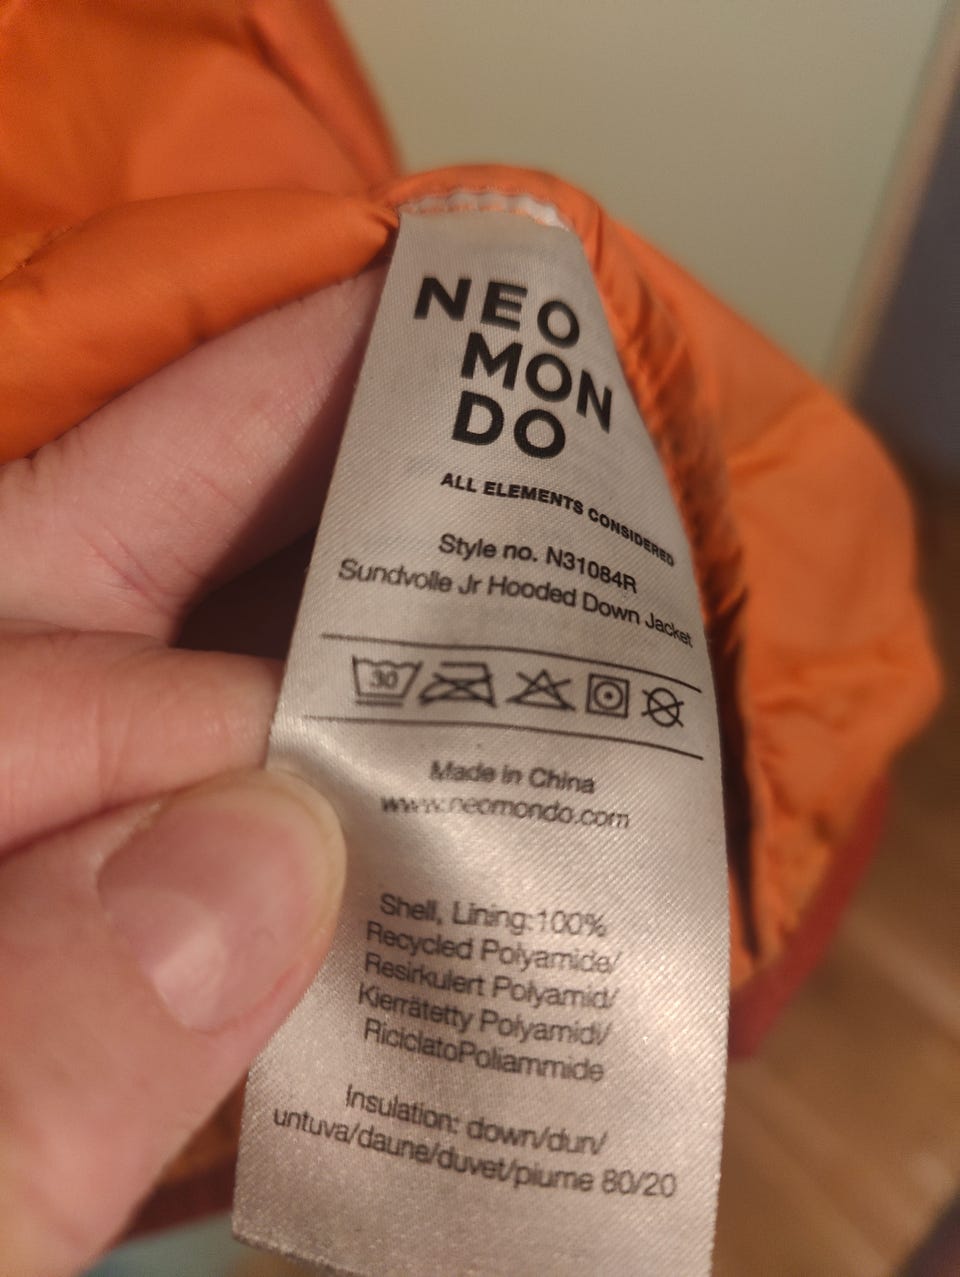 NEO
MON
DO
ALL ELEMENTS CONSIDERED
Style no. N31084R
Sundvolle Jr Hooded Down Jacket
30
Made in China
www.neomondo.com
Shell, Lining:100%
Recycled Polyamide/
Resirkulert Polyamid/
Kierrätetty Polyamidi/
RiciclatoPoliammide
Insulation: down/dun/
untuva/daune/duvet/piume 80/20